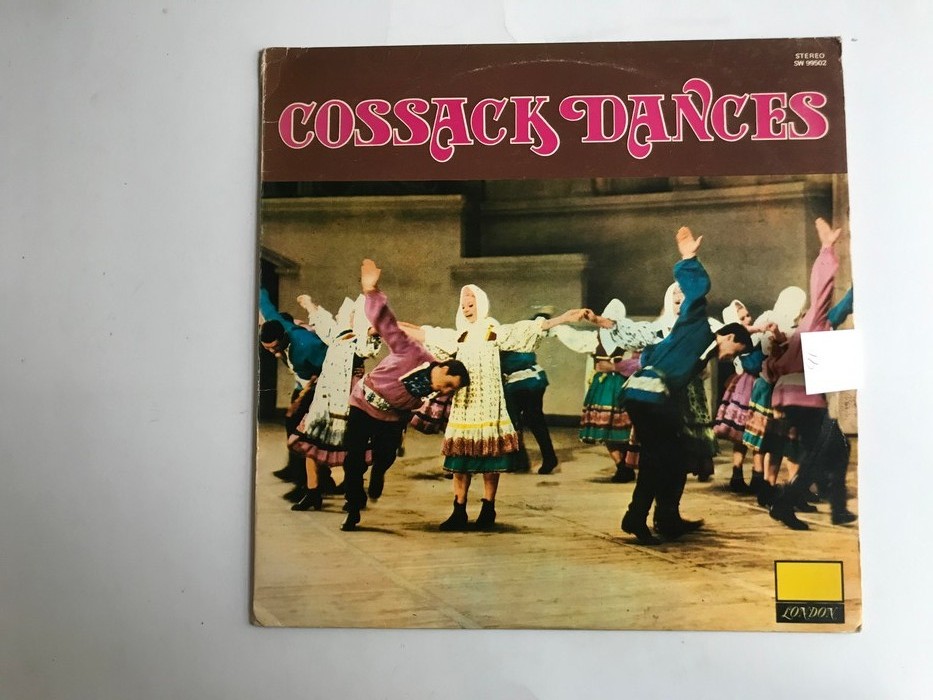 STEREO
SW 99502
COSSACK DANCES
LONDON